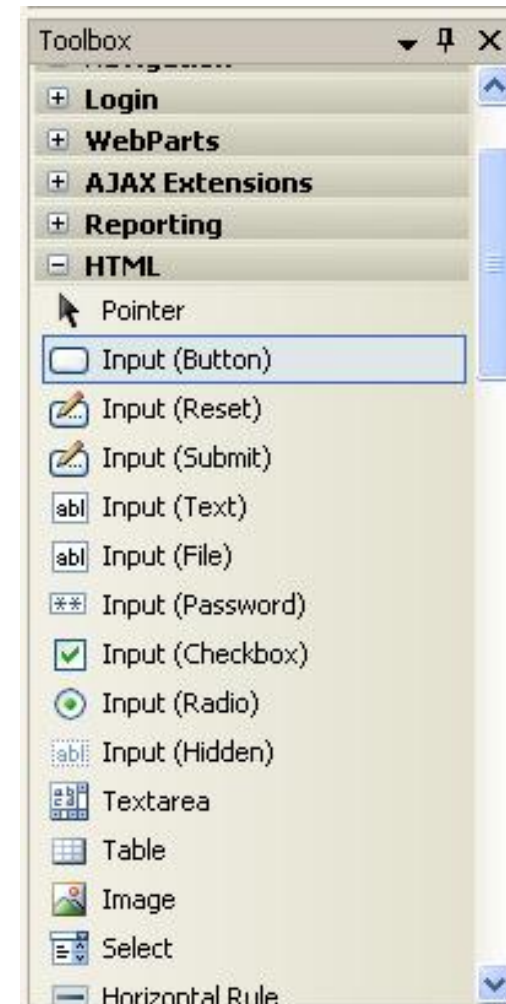 Toolbox
Navigation
Login
WebParts
AJAX Extensions
Reporting
HTML
Pointer
Input (Button)
Input (Reset)
Input (Submit)
abl Input (Text)
abl Input (File)
** Input (Password)
Input (Checkbox)
Input (Radio)
abl Input (Hidden)
Textarea
Table
Image
Select
Horizontal Rule